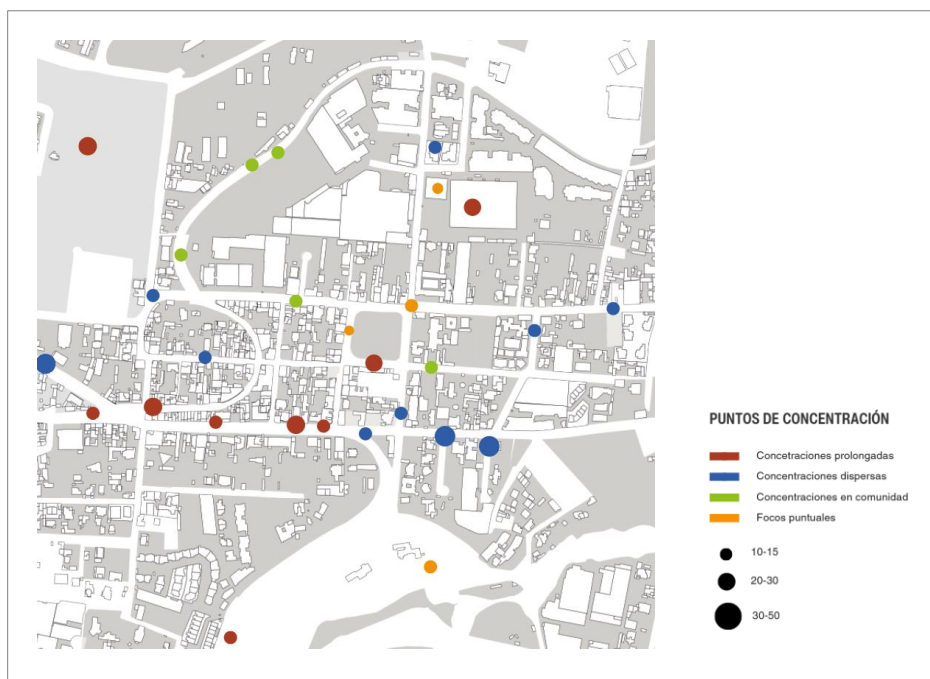 PUNTOS DE CONCENTRACIÓN
Concetraciones prolongadas
Concentraciones dispersas
Concentraciones en comunidad
Focos puntuales
10-15
20-30
30-50